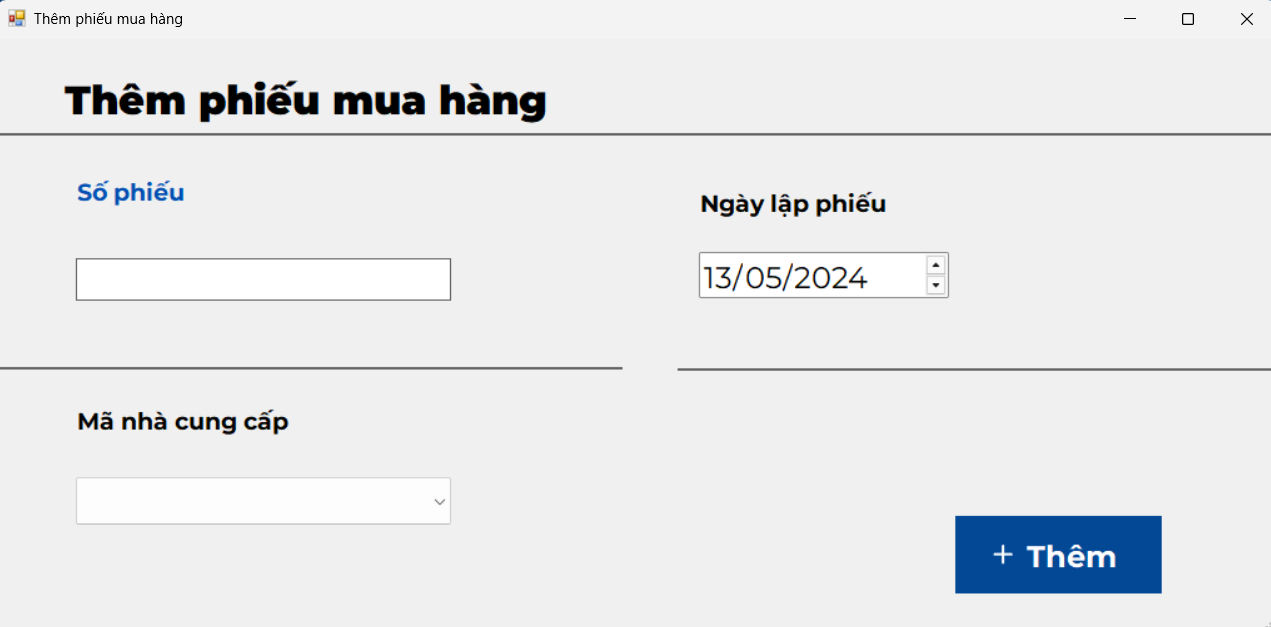 Thêm phiếu mua hàng
Thêm phiếu mua hàng
Số phiếu
Ngày lập phiếu
13/05/2024
Mã nhà cung cấp
+ Thêm